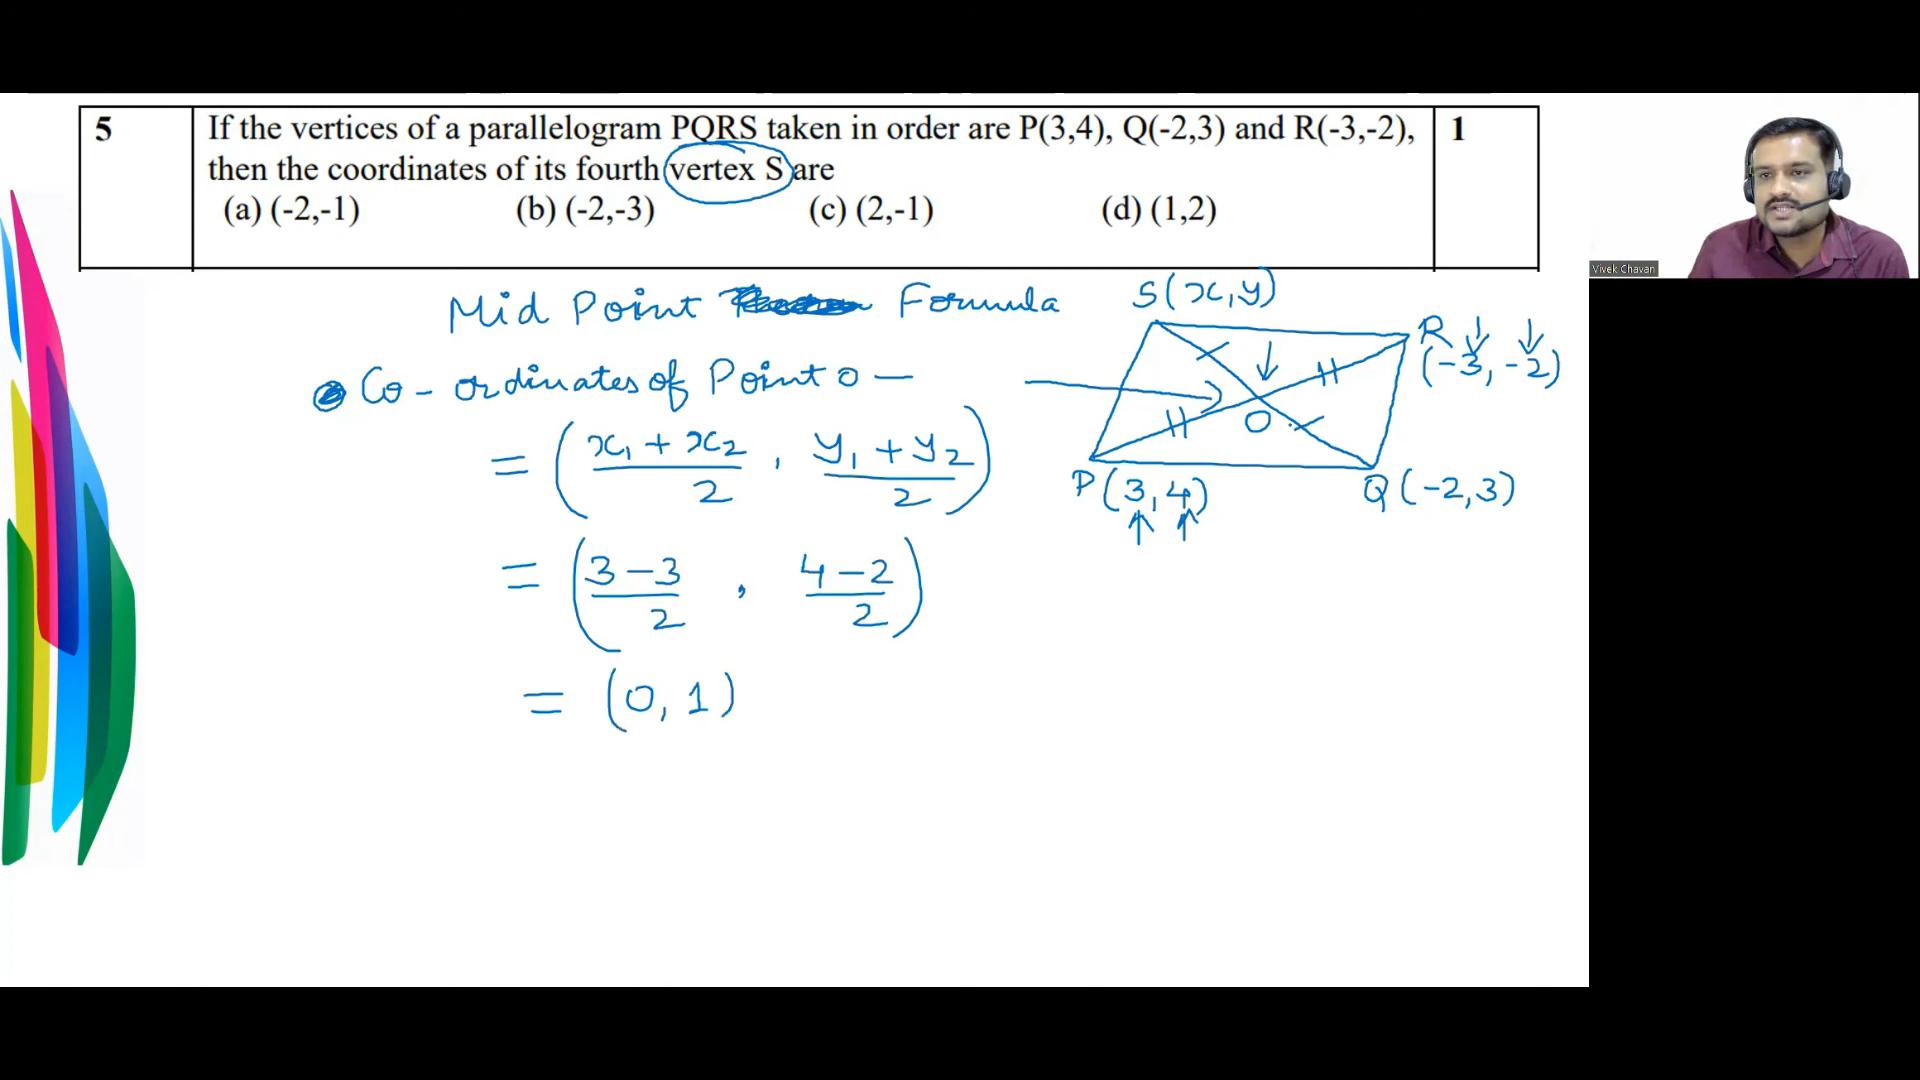 5 If the vertices of a parallelogram PQRS taken in order are P(3,4), Q(-2,3) and R(-3,-2), 1
then the coordinates of its fourth vertex S are
(a) (-2,-1) (b) (-2,-3) (c) (2,-1) (d) (1,2)
Vivek Chavan
Mid Point Formula
S(x,y)
R
(-3,-2)
Co-ordinates of Point O —
O
= (x₁ + x₂ / 2 , y₁ + y₂ / 2)
P(3,4) Q(-2,3)
= (3-3 / 2 , 4-2 / 2)
= (0,1)